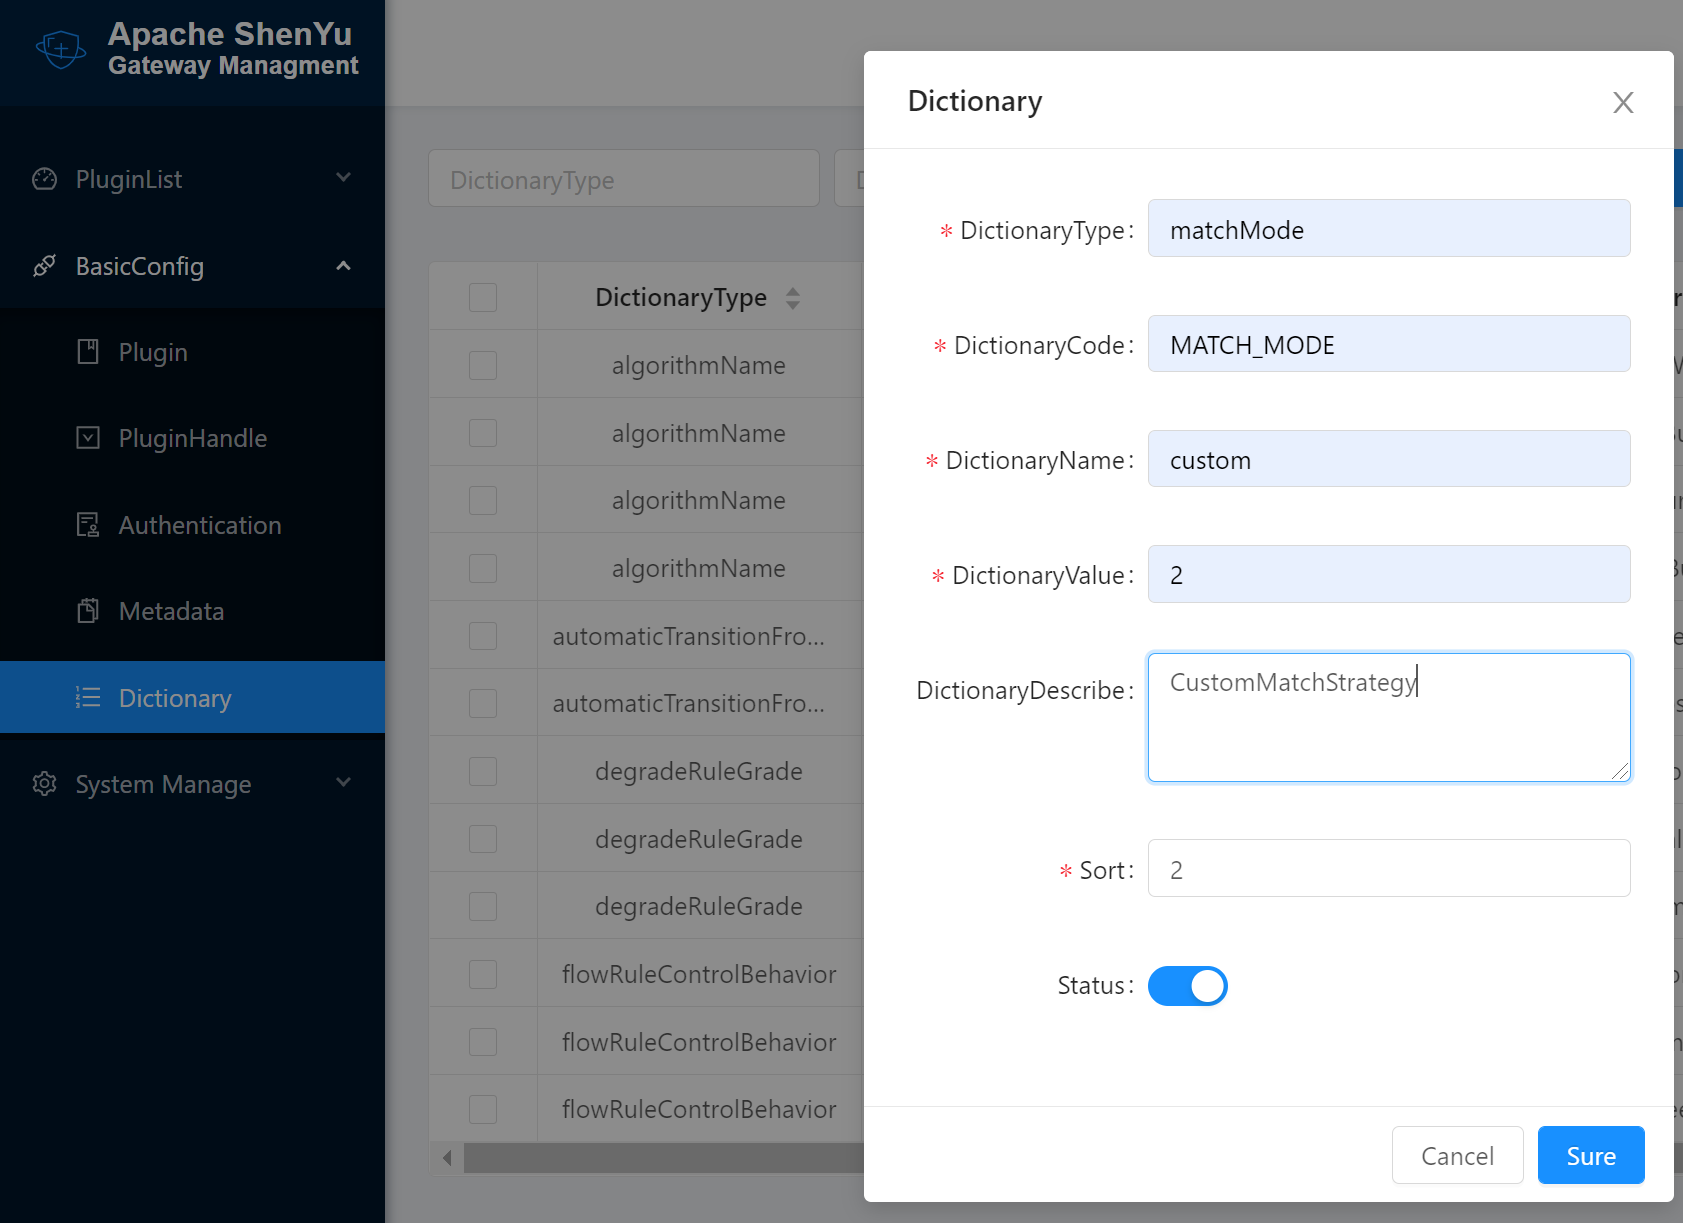 Apache ShenYu
Gateway Managment
PluginList
BasicConfig
Plugin
PluginHandle
Authentication
Metadata
Dictionary
System Manage
DictionaryType
DictionaryType
algorithmName
algorithmName
algorithmName
algorithmName
automaticTransitionFro...
automaticTransitionFro...
degradeRuleGrade
degradeRuleGrade
degradeRuleGrade
flowRuleControlBehavior
flowRuleControlBehavior
flowRuleControlBehavior
Dictionary
* DictionaryType: matchMode
* DictionaryCode: MATCH_MODE
* DictionaryName: custom
* DictionaryValue: 2
DictionaryDescribe: CustomMatchStrategy
* Sort: 2
Status:
Cancel Sure